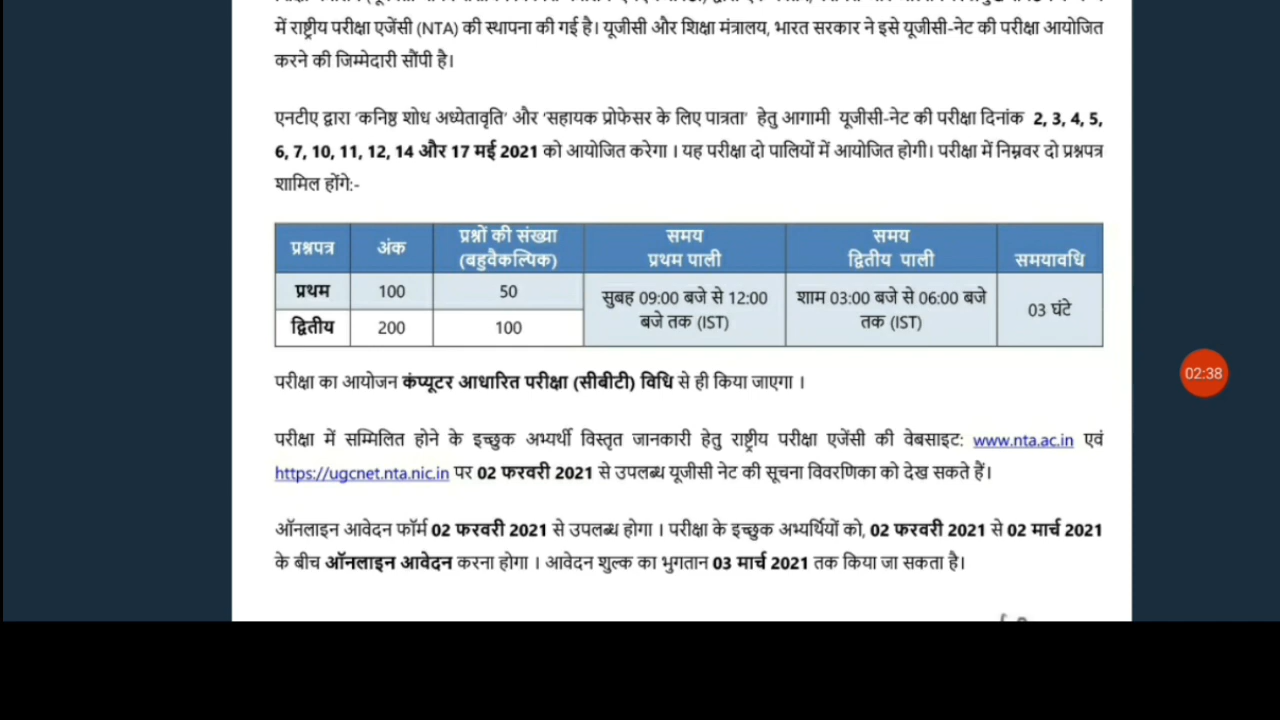 में राष्ट्रीय परीक्षा एजेंसी (NTA) की स्थापना की गई है। यूजीसी और शिक्षा मंत्रालय, भारत सरकार ने इसे यूजीसी-नेट की परीक्षा आयोजित
करने की जिम्मेदारी सौंपी है।
एनटीए द्वारा 'कनिष्ठ शोध अध्येतावृति' और 'सहायक प्रोफेसर के लिए पात्रता' हेतु आगामी यूजीसी-नेट की परीक्षा दिनांक 2, 3, 4, 5,
6, 7, 10, 11, 12, 14 और 17 मई 2021 को आयोजित करेगा । यह परीक्षा दो पालियों में आयोजित होगी। परीक्षा में निम्नवर दो प्रश्नपत्र
शामिल होंगे:-
प्रश्नपत्र अंक प्रश्नों की संख्या (बहुवैकल्पिक) समय प्रथम पाली समय द्वितीय पाली समयावधि
प्रथम 100 50 सुबह 09:00 बजे से 12:00 बजे तक (IST) शाम 03:00 बजे से 06:00 बजे तक (IST) 03 घंटे
द्वितीय 200 100
परीक्षा का आयोजन कंप्यूटर आधारित परीक्षा (सीबीटी) विधि से ही किया जाएगा ।
02:38
परीक्षा में सम्मिलित होने के इच्छुक अभ्यर्थी विस्तृत जानकारी हेतु राष्ट्रीय परीक्षा एजेंसी की वेबसाइट: www.nta.ac.in एवं
https://ugcnet.nta.nic.in पर 02 फरवरी 2021 से उपलब्ध यूजीसी नेट की सूचना विवरणिका को देख सकते हैं।
ऑनलाइन आवेदन फॉर्म 02 फरवरी 2021 से उपलब्ध होगा । परीक्षा के इच्छुक अभ्यर्थियों को, 02 फरवरी 2021 से 02 मार्च 2021
के बीच ऑनलाइन आवेदन करना होगा । आवेदन शुल्क का भुगतान 03 मार्च 2021 तक किया जा सकता है।